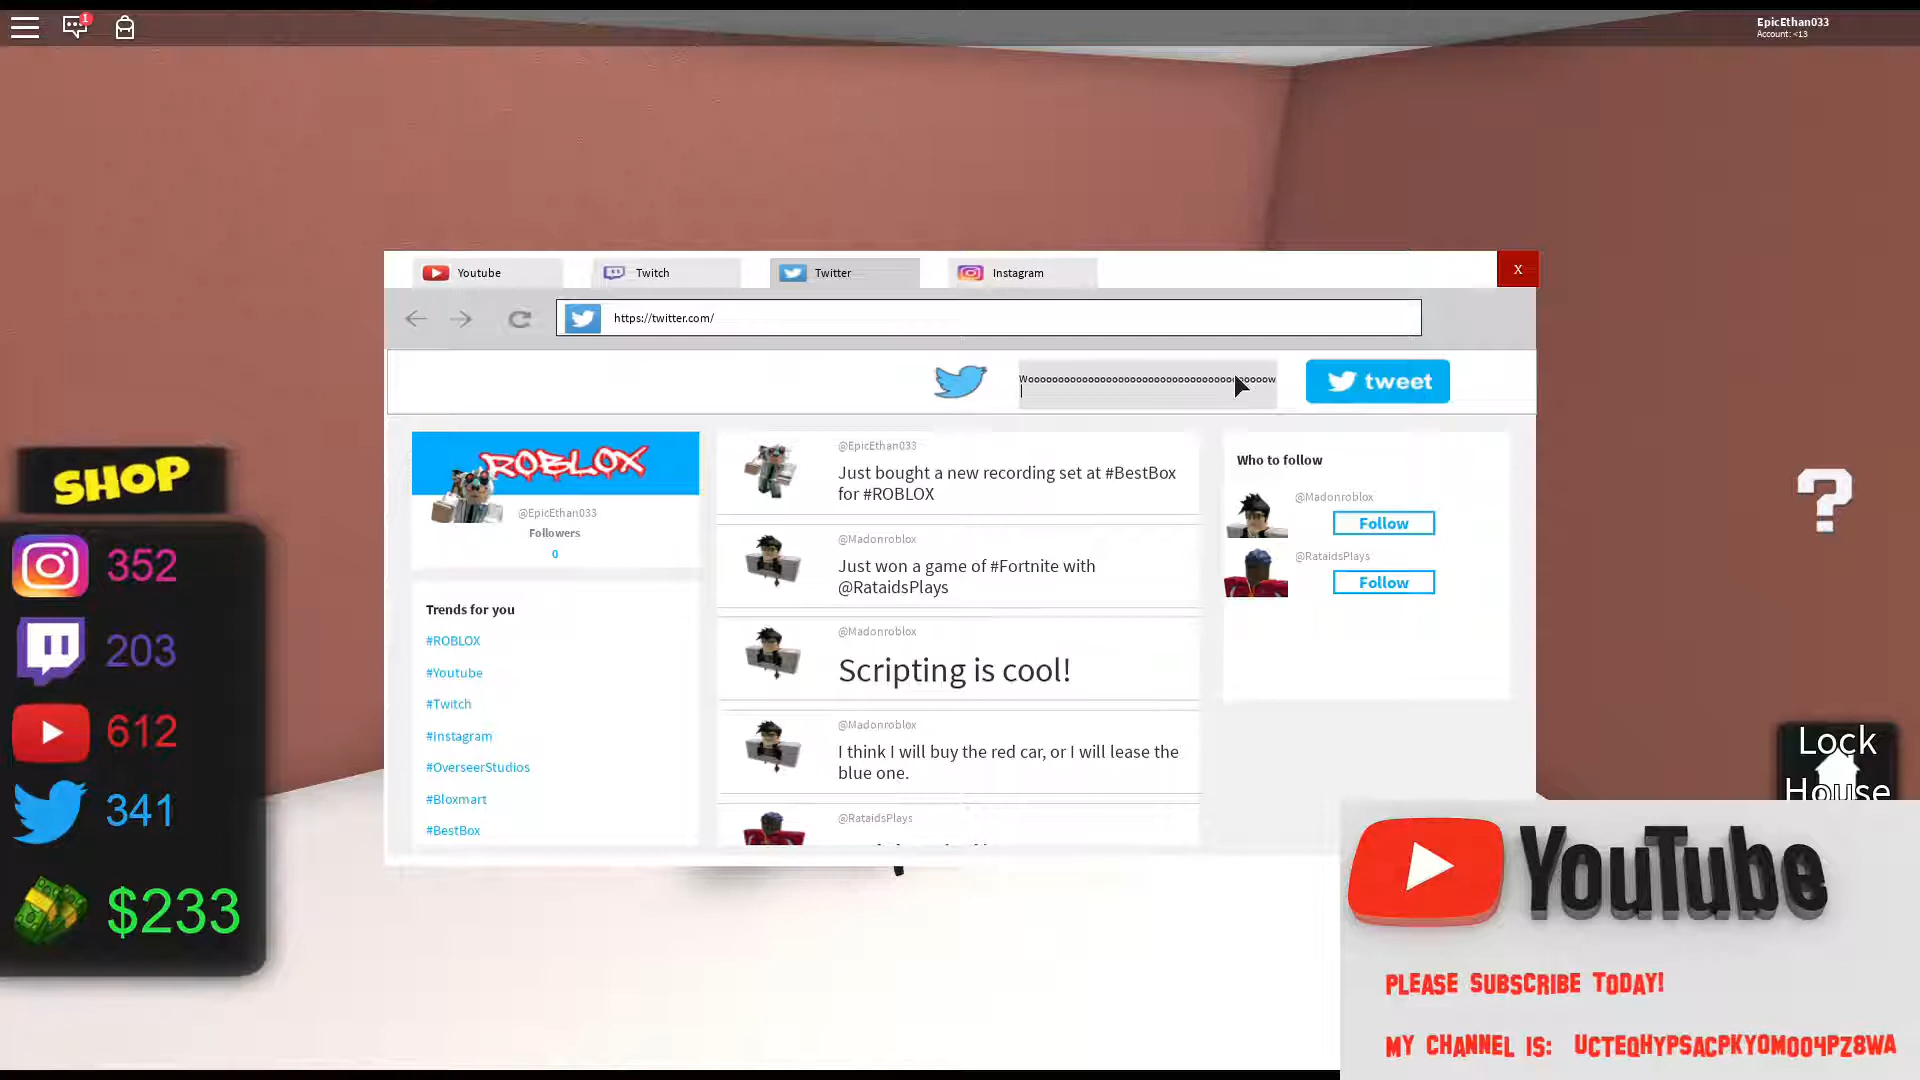 1
EpicEthan033
Account: <13
Youtube
Twitch
Twitter
Instagram
X
https://twitter.com/
tweet
ROBLOX
@EpicEthan033
Followers
0
Trends for you
#ROBLOX
#Youtube
#Twitch
#Instagram
#OverseerStudios
#Bloxmart
#BestBox
@EpicEthan033
Just bought a new recording set at #BestBox
for #ROBLOX
@Madonroblox
Just won a game of #Fortnite with
@RataidsPlays
@Madonroblox
Scripting is cool!
@Madonroblox
I think I will buy the red car, or I will lease the
blue one.
@RataidsPlays
Who to follow
@Madonroblox
Follow
@RataidsPlays
Follow
SHOP
352
203
612
341
$233
?
Lock
House
YouTube
PLEASE SUBSCRIBE TODAY!
MY CHANNEL IS: UCTEQHYPSACPKYOMOO4PZ8WA